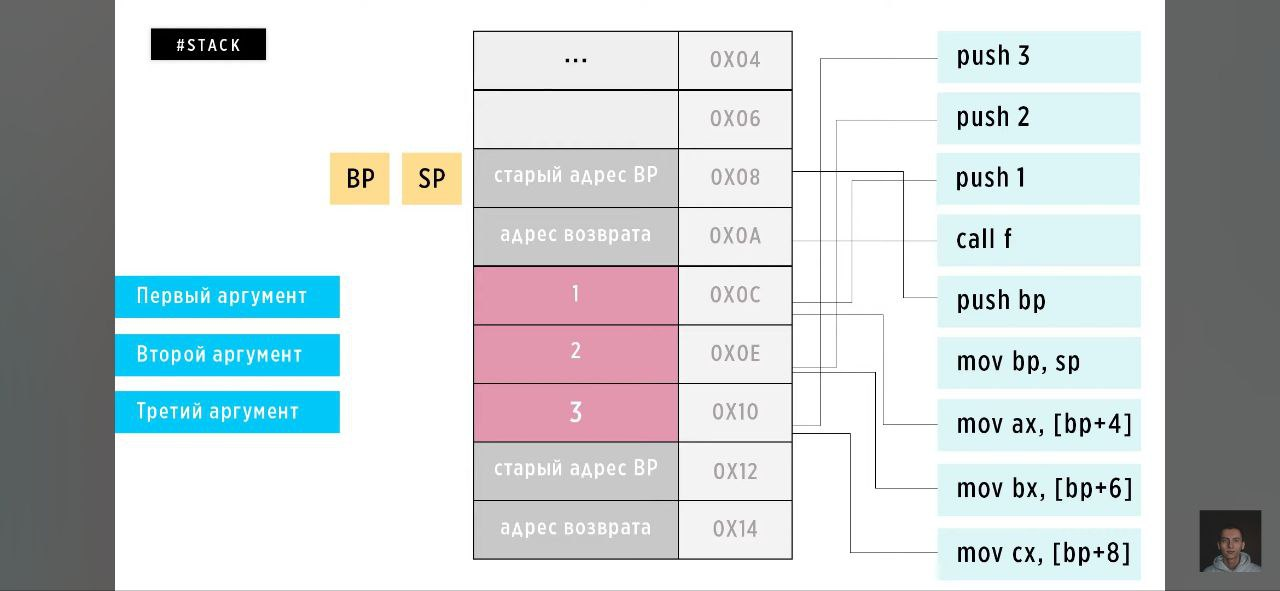 #STACK
... 0X04
0X06
BP SP старый адрес BP 0X08
адрес возврата 0X0A
Первый аргумент 1 0X0C
Второй аргумент 2 0X0E
Третий аргумент 3 0X10
старый адрес BP 0X12
адрес возврата 0X14
push 3
push 2
push 1
call f
push bp
mov bp, sp
mov ax, [bp+4]
mov bx, [bp+6]
mov cx, [bp+8]